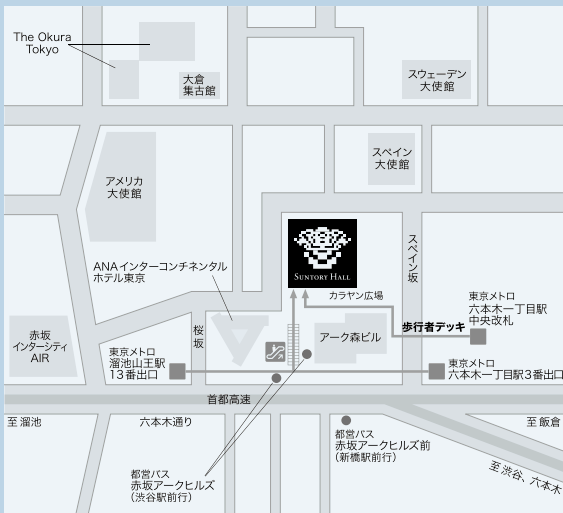 The Okura
Tokyo
大倉
集古館
スウェーデン
大使館
スペイン
大使館
アメリカ
大使館
SUNTORY HALL
スペイン坂
ANAインターコンチネンタル
ホテル東京
カラヤン広場
東京メトロ
六本木一丁目駅
中央改札
歩行者デッキ
赤坂
インターシティ
AIR
桜坂
アーク森ビル
東京メトロ
溜池山王駅
13番出口
東京メトロ
六本木一丁目駅3番出口
首都高速
至 溜池
六本木通り
至 飯倉
都営バス
赤坂アークヒルズ前
（新橋駅前行）
至 渋谷、六本木
都営バス
赤坂アークヒルズ
（渋谷駅前行）